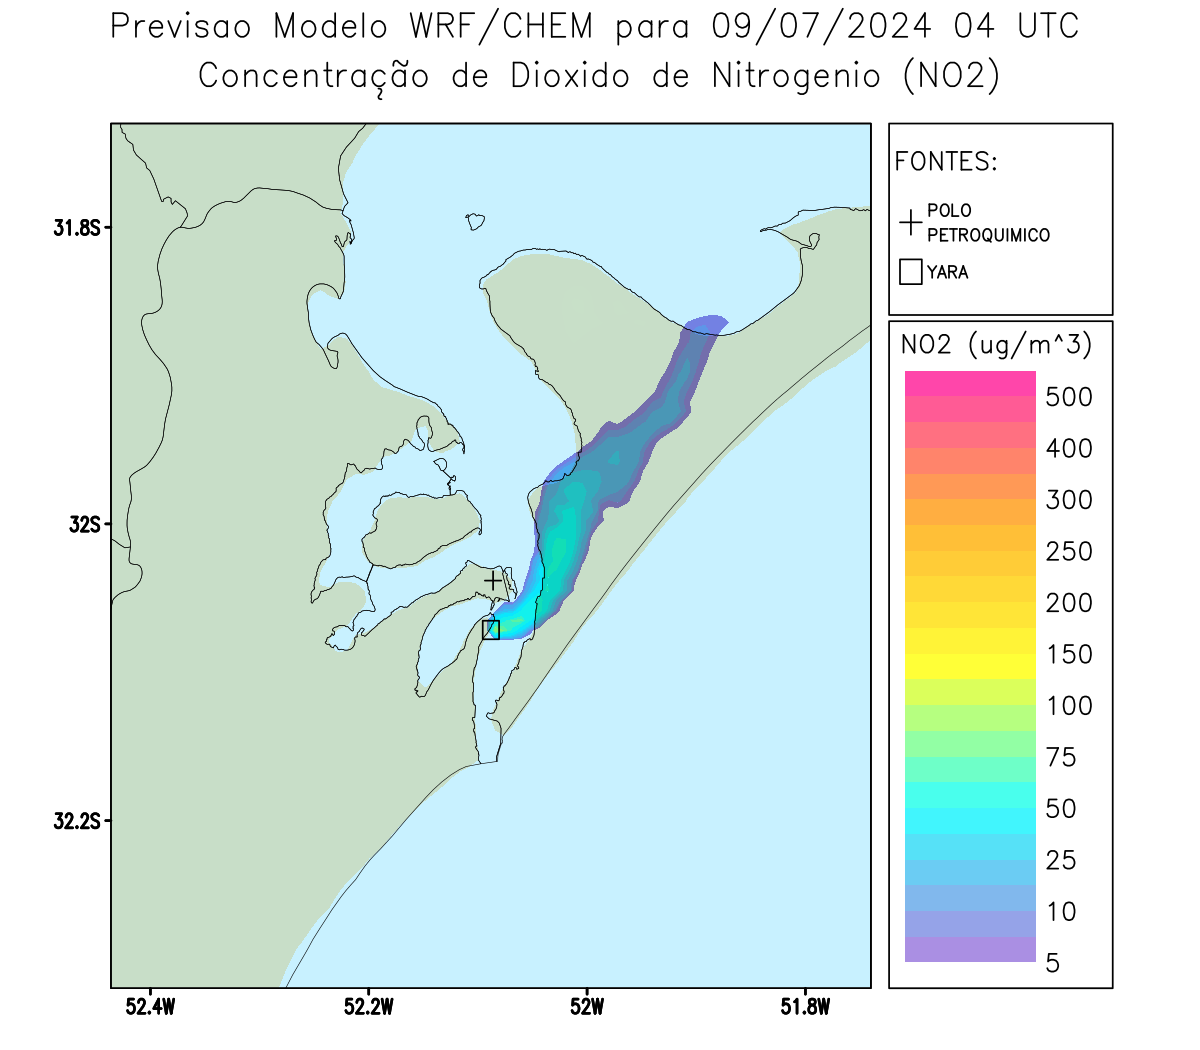 Previsao Modelo WRF/CHEM para 09/07/2024 04 UTC
Concentração de Dioxido de Nitrogenio (NO2)
FONTES:
POLO
PETROQUIMICO
YARA
NO2 (ug/m^3)
500
400
300
250
200
150
100
75
50
25
10
5
31.8S
32S
32.2S
52.4W
52.2W
52W
51.8W